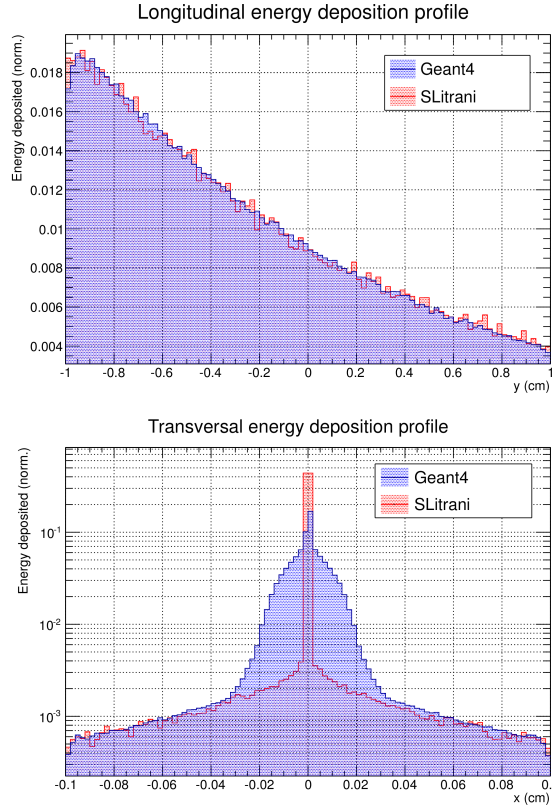 Longitudinal energy deposition profile
Energy deposited (norm.)
Geant4
SLitrani
0.018
0.016
0.014
0.012
0.01
0.008
0.006
0.004
-1 -0.8 -0.6 -0.4 -0.2 0 0.2 0.4 0.6 0.8 1
y (cm)
Transversal energy deposition profile
Energy deposited (norm.)
Geant4
SLitrani
10-1
10-2
10-3
-0.1 -0.08 -0.06 -0.04 -0.02 0 0.02 0.04 0.06 0.08 0.
x (cm)